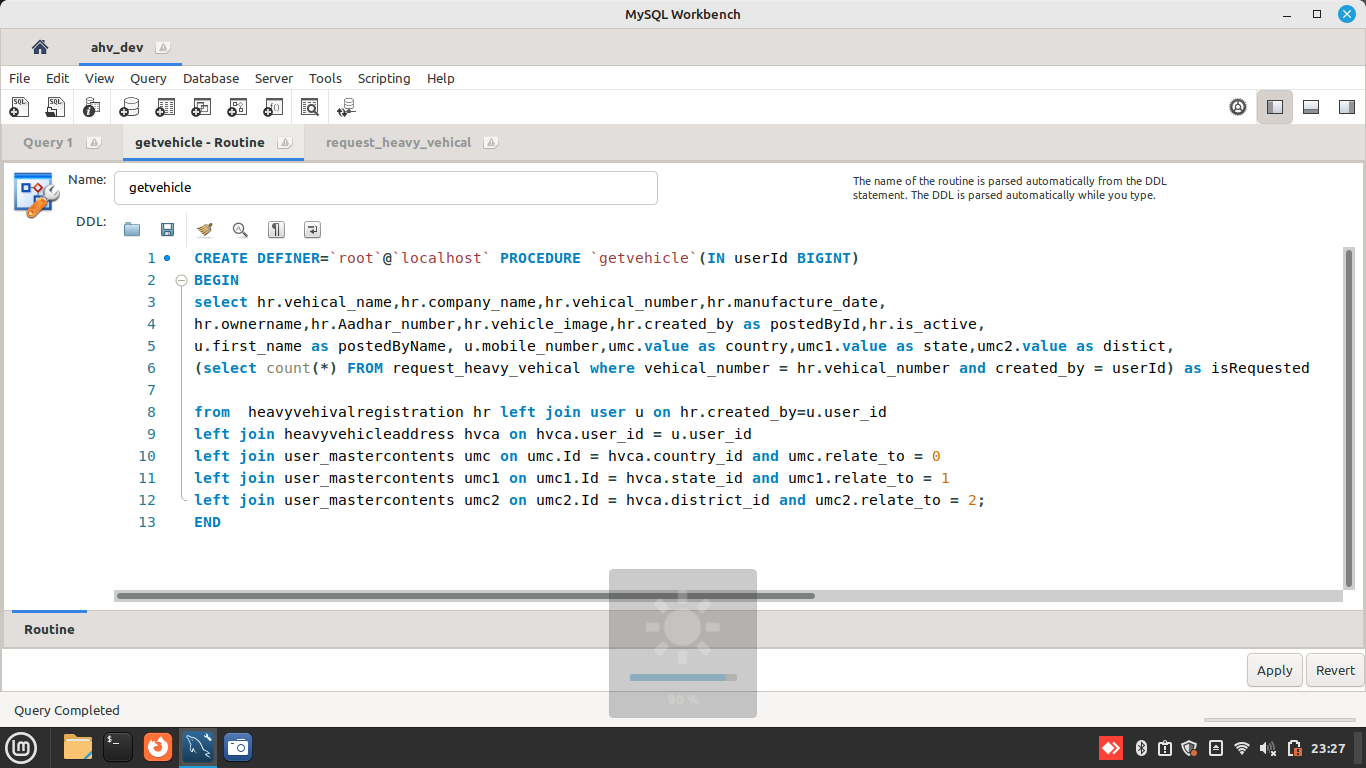 MySQL Workbench
ahv_dev
File Edit View Query Database Server Tools Scripting Help
Query 1 getvehicle - Routine request_heavy_vehical
Name: getvehicle
The name of the routine is parsed automatically from the DDL
statement. The DDL is parsed automatically while you type.
DDL:
1 CREATE DEFINER=`root`@`localhost` PROCEDURE `getvehicle`(IN userId BIGINT)
2 BEGIN
3 select hr.vehical_name,hr.company_name,hr.vehical_number,hr.manufacture_date,
4 hr.ownername,hr.Aadhar_number,hr.vehicle_image,hr.created_by as postedById,hr.is_active,
5 u.first_name as postedByName, u.mobile_number,umc.value as country,umc1.value as state,umc2.value as distict,
6 (select count(*) FROM request_heavy_vehical where vehical_number = hr.vehical_number and created_by = userId) as isRequested
7
8 from  heavyvehivalregistration hr left join user u on hr.created_by=u.user_id
9 left join heavyvehicleaddress hvca on hvca.user_id = u.user_id
10 left join user_mastercontents umc on umc.Id = hvca.country_id and umc.relate_to = 0
11 left join user_mastercontents umc1 on umc1.Id = hvca.state_id and umc1.relate_to = 1
12 left join user_mastercontents umc2 on umc2.Id = hvca.district_id and umc2.relate_to = 2;
13 END
90 %
Routine
Apply Revert
Query Completed
23:27